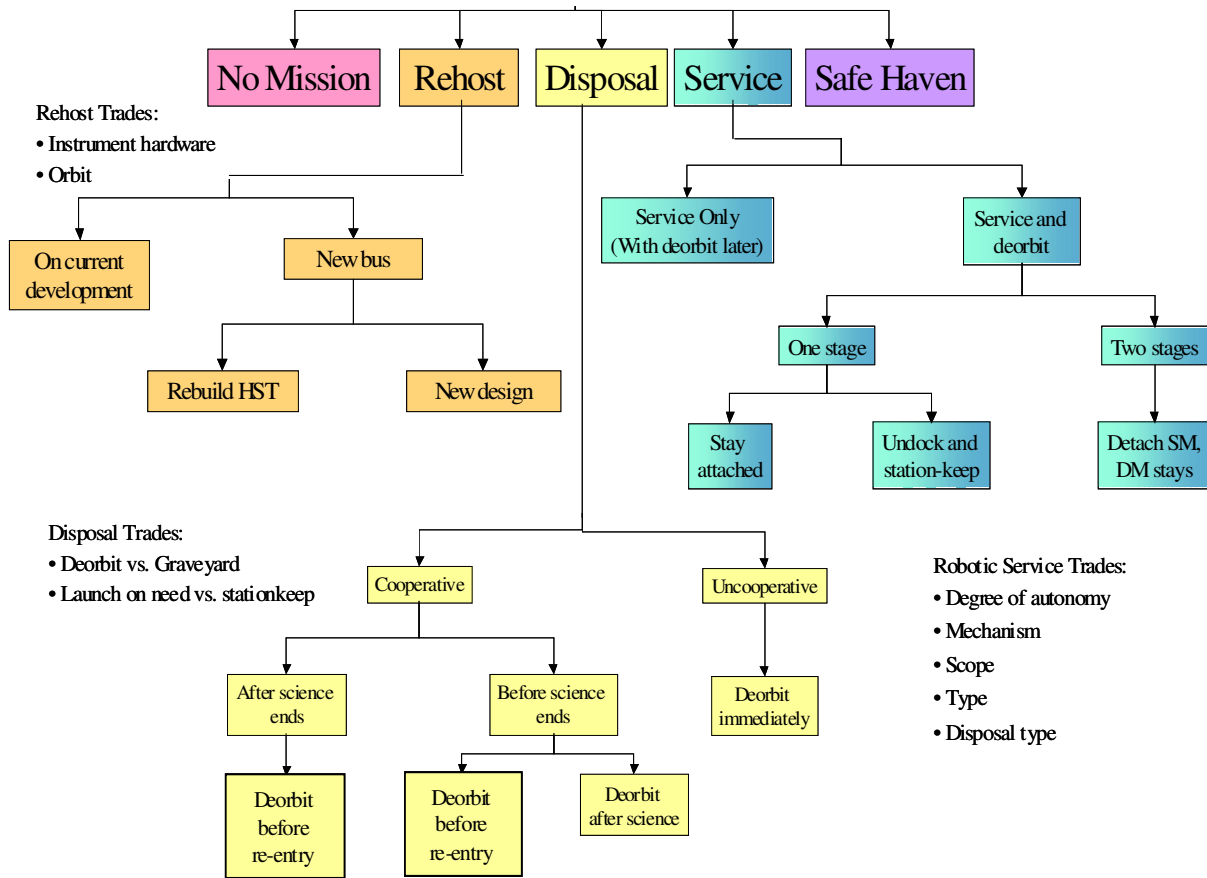 No Mission
Rehost
Disposal
Service
Safe Haven
Rehost Trades:
• Instrument hardware
• Orbit
On current
development
New bus
Rebuild HST
New design
Service Only
(With deorbit later)
Service and
deorbit
One stage
Two stages
Stay
attached
Undock and
station-keep
Detach SM,
DM stays
Disposal Trades:
• Deorbit vs. Graveyard
• Launch on need vs. stationkeep
Cooperative
Uncooperative
After science
ends
Before science
ends
Deorbit
immediately
Deorbit
before
re-entry
Deorbit
before
re-entry
Deorbit
after science
Robotic Service Trades:
• Degree of autonomy
• Mechanism
• Scope
• Type
• Disposal type